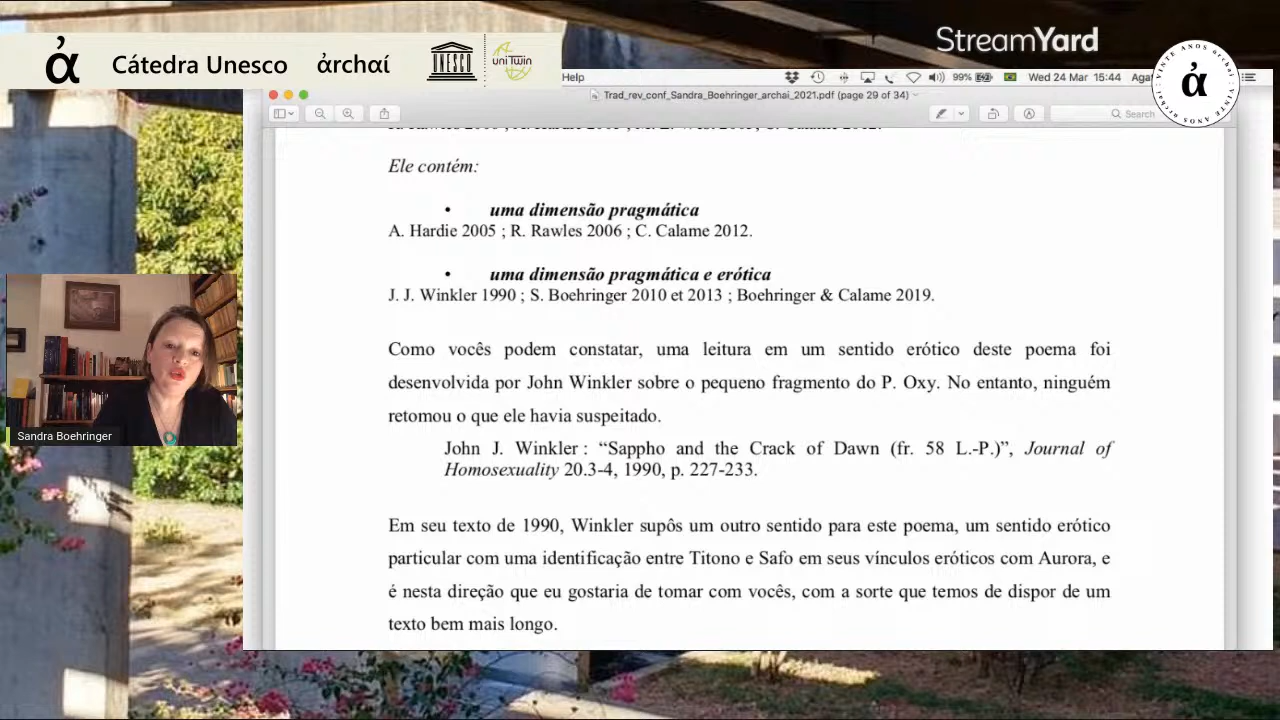 StreamYard
ἀ Cátedra Unesco ἀrchaí UNESCO uniTwin
Help 99% Wed 24 Mar 15:44 Agat
ἀ VINTE ANOS archai VINTE ANOS archai
Trad_rev_conf_Sandra_Boehringer_archai_2021.pdf (page 29 of 34)
Search
Ele contém:
• uma dimensão pragmática
A. Hardie 2005 ; R. Rawles 2006 ; C. Calame 2012.
• uma dimensão pragmática e erótica
J. J. Winkler 1990 ; S. Boehringer 2010 et 2013 ; Boehringer & Calame 2019.
Como vocês podem constatar, uma leitura em um sentido erótico deste poema foi
desenvolvida por John Winkler sobre o pequeno fragmento do P. Oxy. No entanto, ninguém
retomou o que ele havia suspeitado.
John J. Winkler : “Sappho and the Crack of Dawn (fr. 58 L.-P.)”, Journal of
Homosexuality 20.3-4, 1990, p. 227-233.
Em seu texto de 1990, Winkler supôs um outro sentido para este poema, um sentido erótico
particular com uma identificação entre Titono e Safo em seus vínculos eróticos com Aurora, e
é nesta direção que eu gostaria de tomar com vocês, com a sorte que temos de dispor de um
texto bem mais longo.
Sandra Boehringer